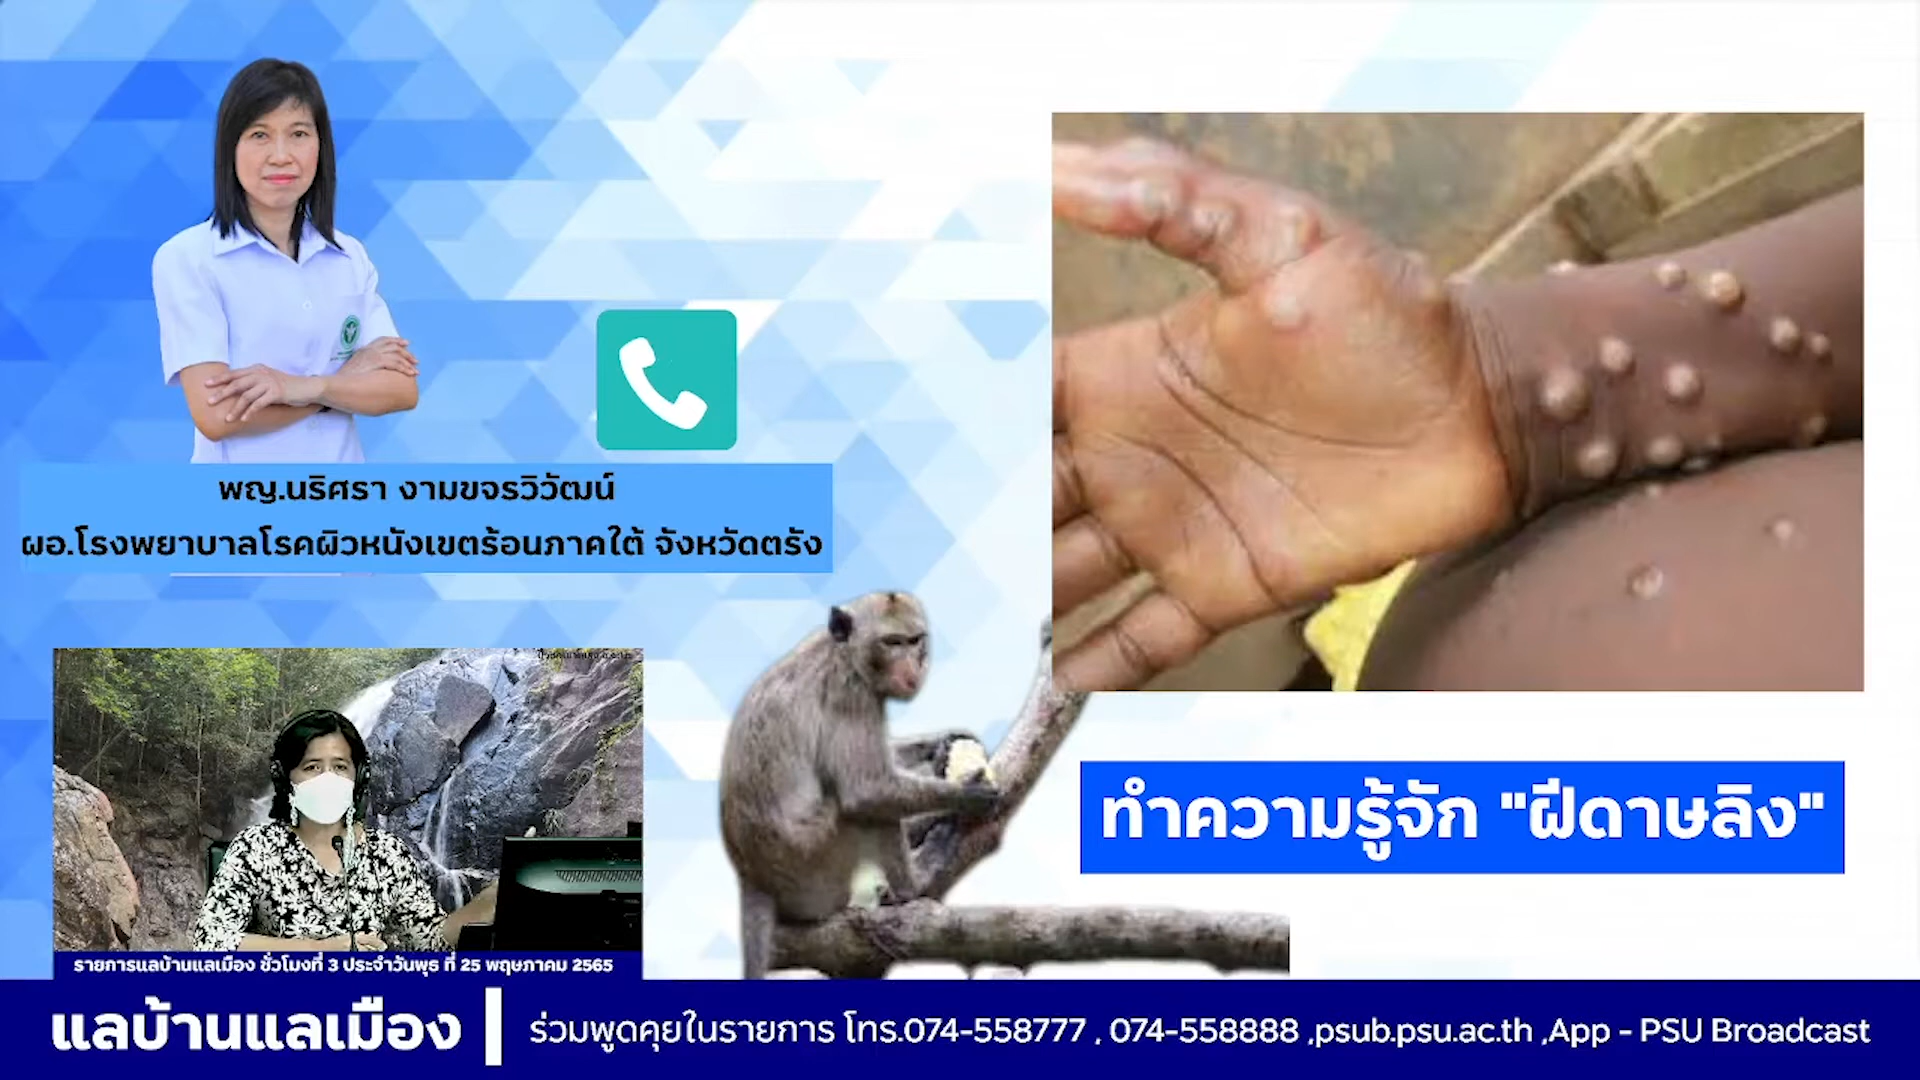 พญ.นริศรา งามขจรวิวัฒน์
ผอ.โรงพยาบาลโรคผิวหนังเขตร้อนภาคใต้ จังหวัดตรัง
ทำความรู้จัก "ฝีดาษลิง"
รายการแลบ้านแลเมือง ชั่วโมงที่ 3 ประจำวันพุธ ที่ 25 พฤษภาคม 2565
แลบ้านแลเมือง
ร่วมพูดคุยในรายการ โทร.074-558777 , 074-558888 ,psub.psu.ac.th ,App - PSU Broadcast